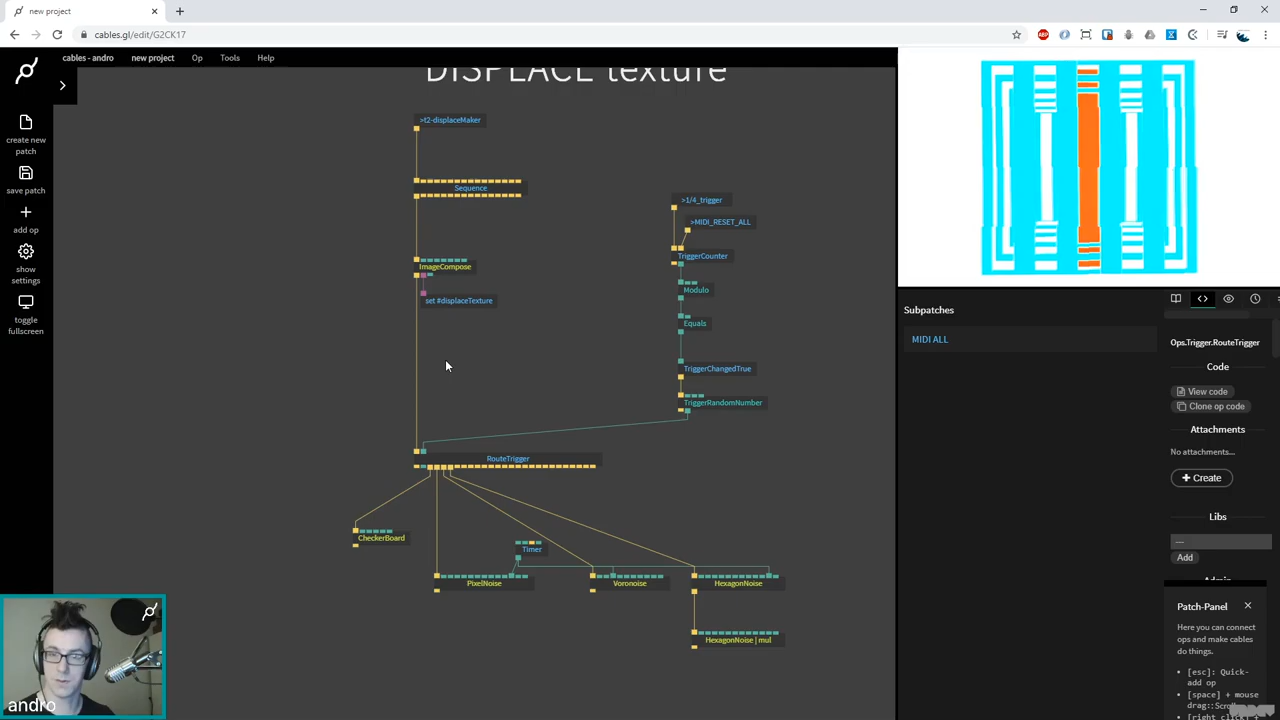 new project
cables.gl/edit/G2CK17
cables - andro
new project
Op
Tools
Help
DISPLACE texture
create new
patch
save patch
add op
show
settings
toggle
fullscreen
>t2-displaceMaker
Sequence
ImageCompose
set #displaceTexture
>1/4_trigger
>MIDI_RESET_ALL
TriggerCounter
Modulo
Equals
TriggerChangedTrue
TriggerRandomNumber
RouteTrigger
CheckerBoard
Timer
PixelNoise
Voronoise
HexagonNoise
HexagonNoise | mul
Subpatches
MIDI ALL
Ops.Trigger.RouteTrigger
Code
View code
Clone op code
Attachments
No attachments...
+ Create
Libs
---
Add
Patch-Panel
Here you can connect
ops and make cables
do things.
• [esc]: Quick-
add op
• [space] + mouse
drag::Scro
andro